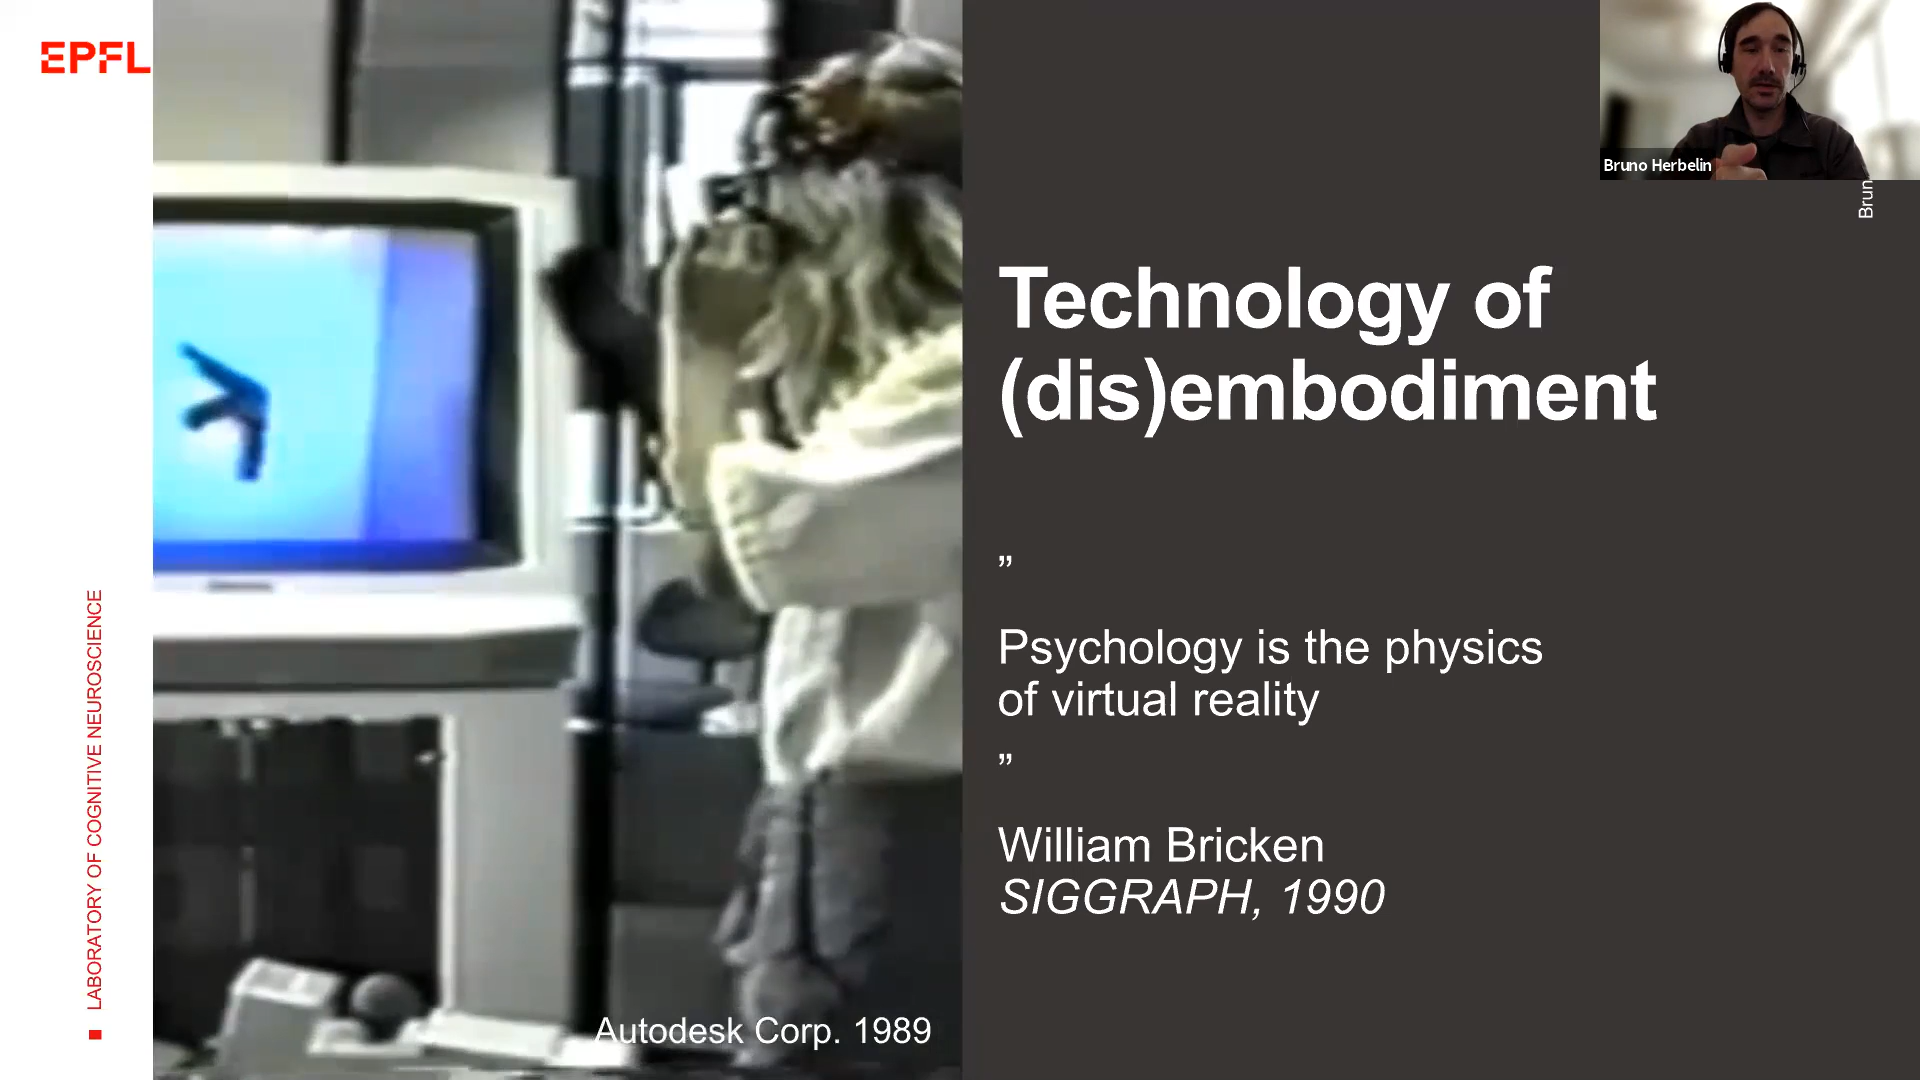 EPFL
LABORATORY OF COGNITIVE NEUROSCIENCE
Autodesk Corp. 1989
Technology of
(dis)embodiment
”
Psychology is the physics
of virtual reality
”
William Bricken
SIGGRAPH, 1990
Bruno Herbelin
Brun